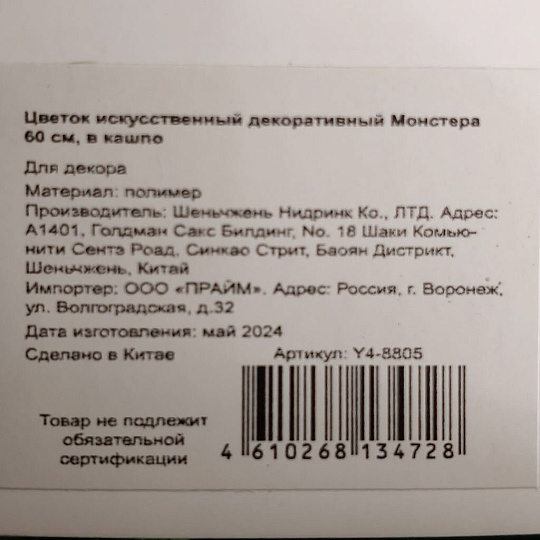 Цветок искусственный декоративный Монстера
60 см, в кашпо
Для декора
Материал: полимер
Производитель: Шеньчжень Нидринк Ко., ЛТД. Адрес:
А1401, Голдман Сакс Билдинг, No. 18 Шаки Комью-
нити Сентэ Роад, Синкао Стрит, Баоян Дистрикт,
Шеньчжень, Китай
Импортер: ООО «ПРАЙМ». Адрес: Россия, г. Воронеж,
ул. Волгоградская, д.32
Дата изготовления: май 2024
Сделано в Китае Артикул: Y4-8805
Товар не подлежит
обязательной
сертификации
4 610268 134728